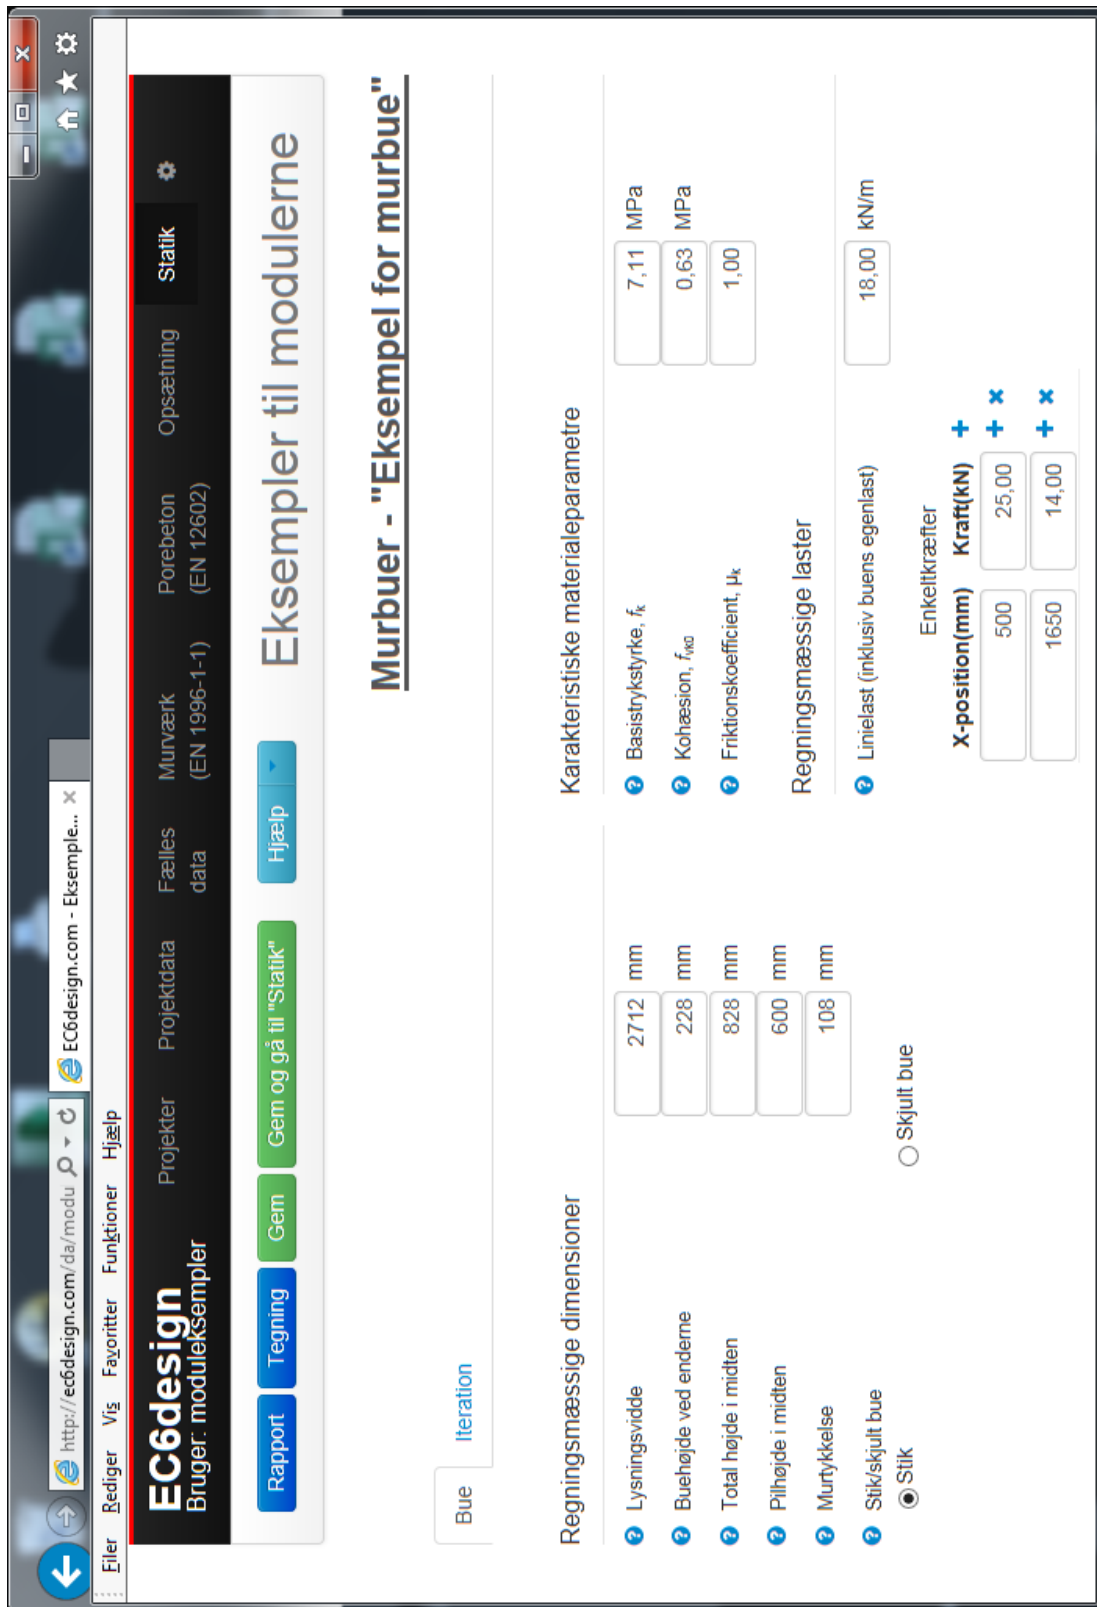 http://ec6design.com/da/modu
EC6design.com - Eksemple...
Filer Rediger Vis Favoritter Funktioner Hjælp
EC6design
Bruger: moduleksempler
Projekter Projektdata Fælles data Murværk (EN 1996-1-1) Porebeton (EN 12602) Opsætning Statik
Rapport Tegning Gem Gem og gå til "Statik" Hjælp Eksempler til modulerne
Murbuer - "Eksempel for murbue"
Bue Iteration
Regningsmæssige dimensioner
Lysningsvidde 2712 mm
Buehøjde ved enderne 228 mm
Total højde i midten 828 mm
Pilhøjde i midten 600 mm
Murtykkelse 108 mm
Stik/skjult bue
Stik Skjult bue
Karakteristiske materialeparametre
Basistrykstyrke, fk 7,11 MPa
Kohæsion, fvk0 0,63 MPa
Friktionskoefficient, μk 1,00
Regningsmæssige laster
Linielast (inklusiv buens egenlast) 18,00 kN/m
Enkeltkræfter
X-position(mm) Kraft(kN)
500 25,00
1650 14,00